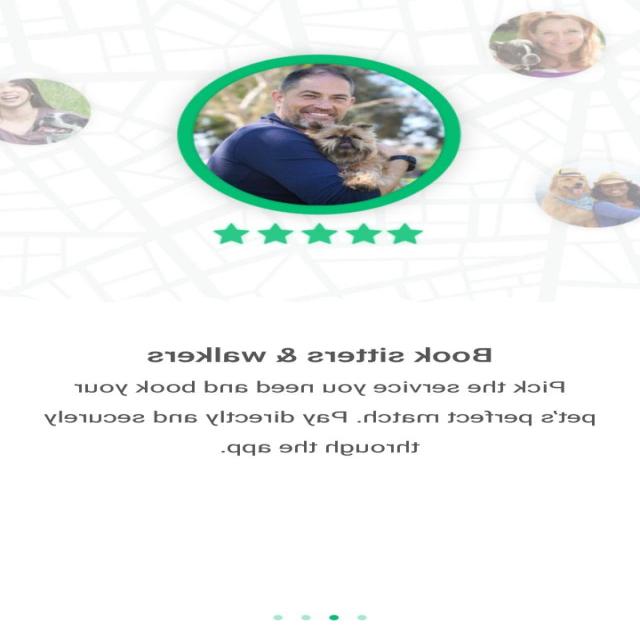 Book sitters & walkers
Pick the service you need and book your
pet's perfect match. Pay directly and securely
through the app.